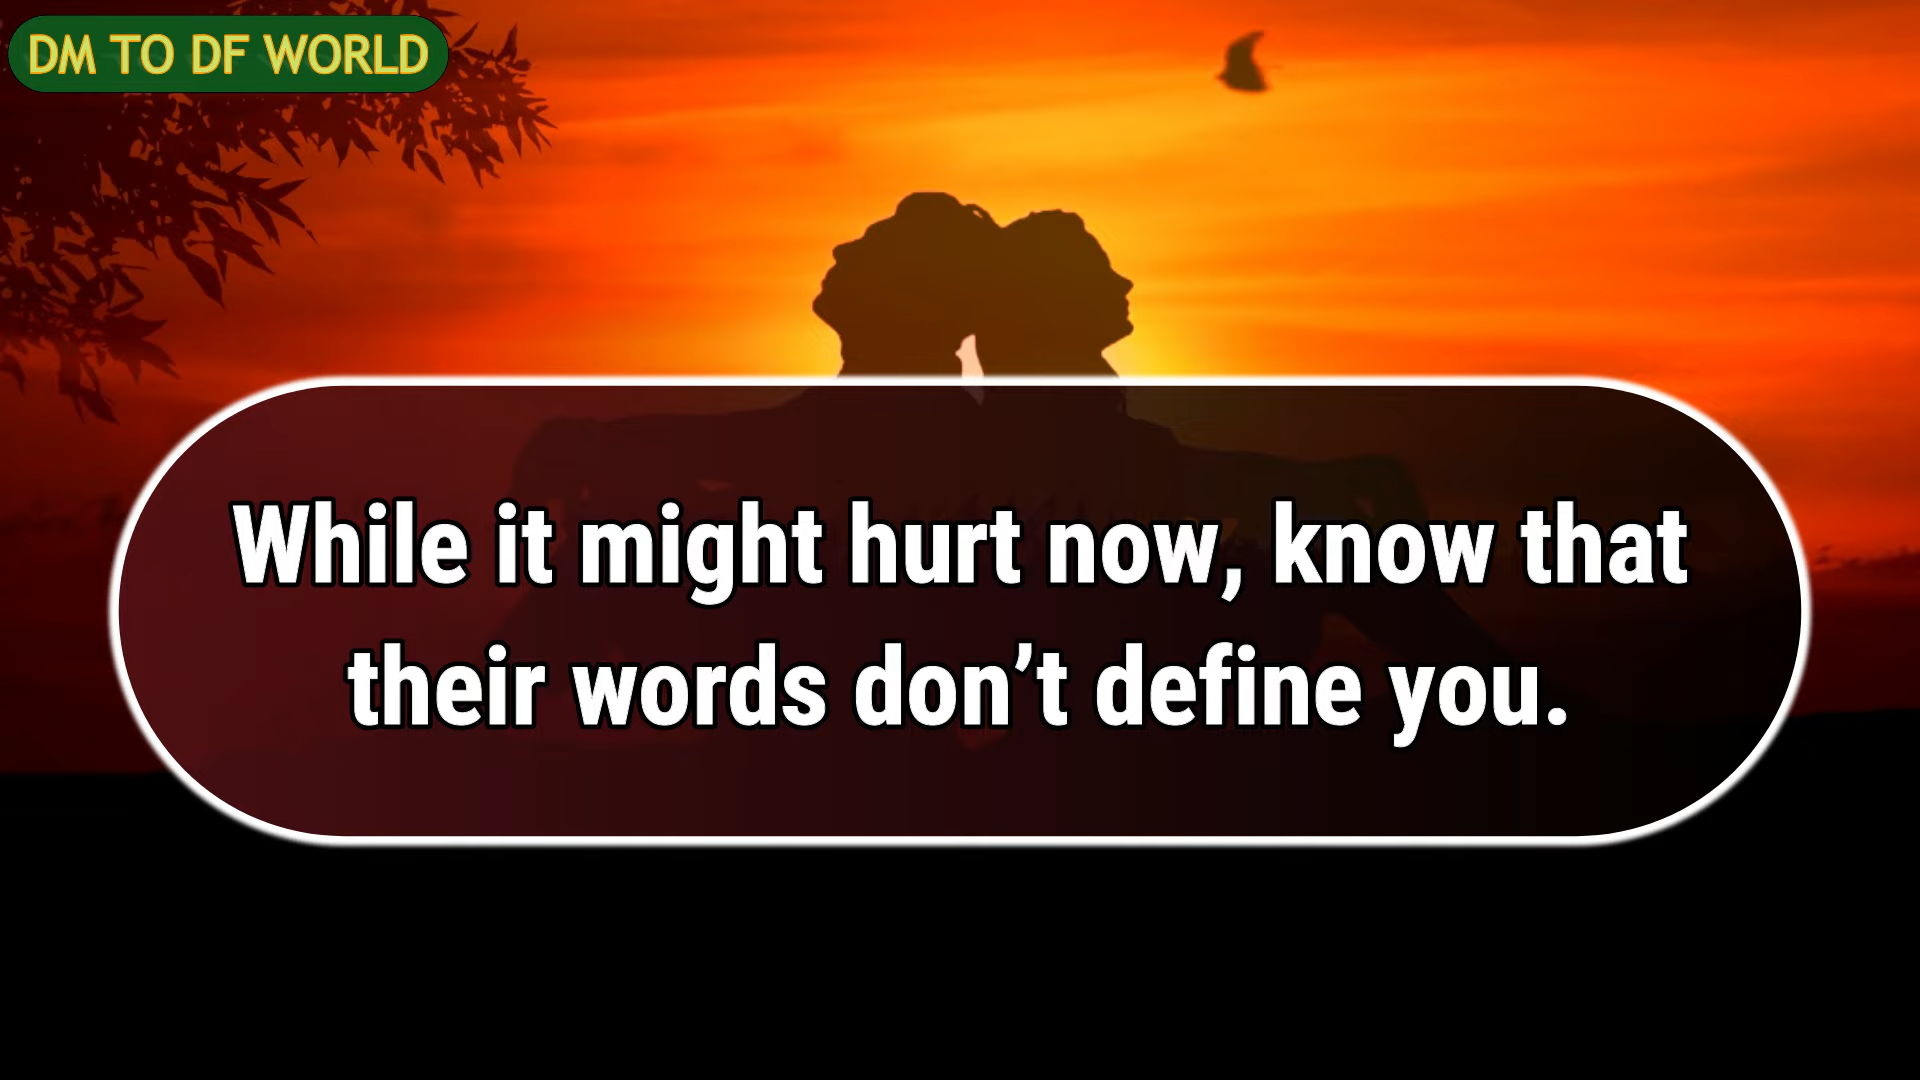 DM TO DF WORLD
While it might hurt now, know that
their words don’t define you.